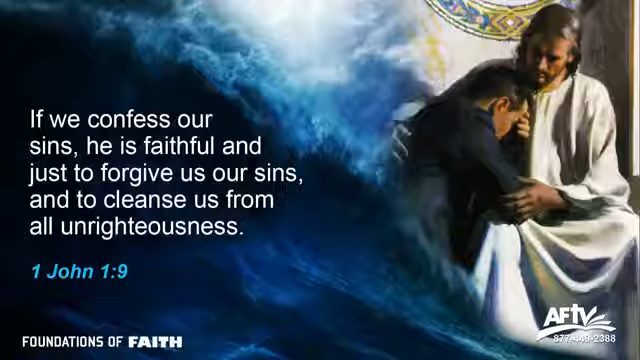 If we confess our
sins, he is faithful and
just to forgive us our sins,
and to cleanse us from
all unrighteousness.
1 John 1:9
FOUNDATIONS OF FAITH
AFtv
877-449-2388